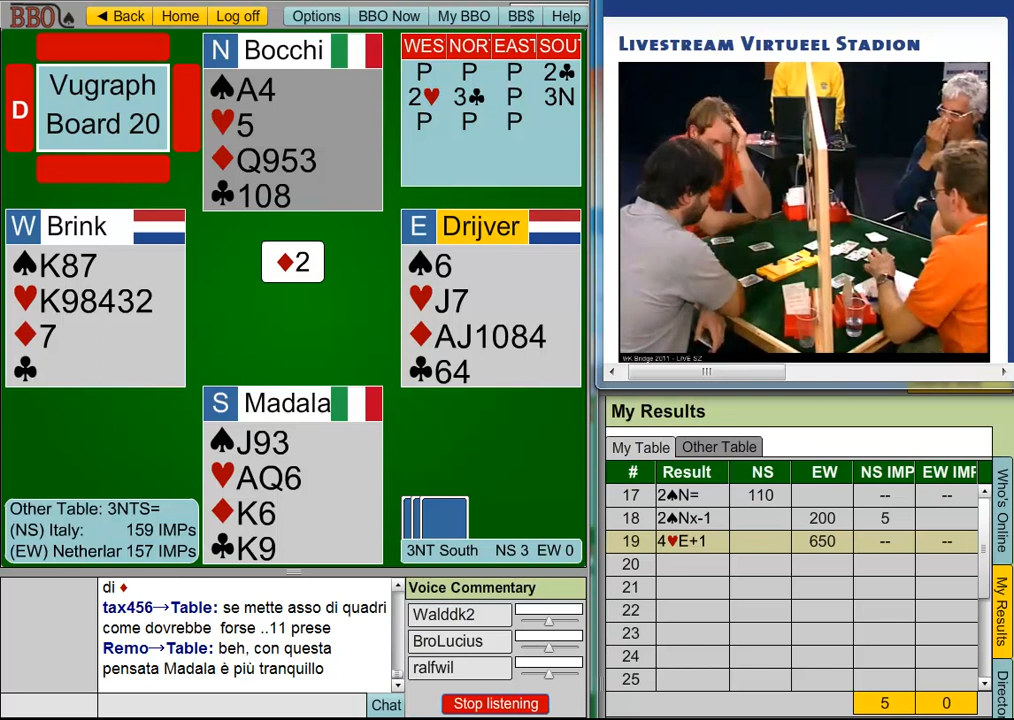 BBO♠ ◄ Back Home Log off Options BBO Now My BBO BB$ Help
Vugraph
Board 20
D
N Bocchi
♠A4
♥5
♦Q953
♣108
WES NOR EAST SOU
P P P 2♣
2♥ 3♣ P 3N
P P P
W Brink
♠K87
♥K98432
♦7
♣
♦2
E Drijver
♠6
♥J7
♦AJ1084
♣64
S Madala
♠J93
♥AQ6
♦K6
♣K9
Other Table: 3NTS=
(NS) Italy: 159 IMPs
(EW) Netherlar 157 IMPs
3NT South NS 3 EW 0
di ♦
tax456→Table: se mette asso di quadri
come dovrebbe forse ..11 prese
Remo→Table: beh, con questa
pensata Madala è più tranquillo
Chat
Voice Commentary
Walddk2
BroLucius
ralfwil
Stop listening
Livestream Virtueel Stadion
WK Bridge 2011 - LIVE SZ
My Results
My Table Other Table
# Result NS EW NS IMP EW IMF
17 2♠N= 110 -- --
18 2♠Nx-1 200 5
19 4♥E+1 650 -- --
20
21
22
23
24
25
5 0
Who's Online
My Results
Director